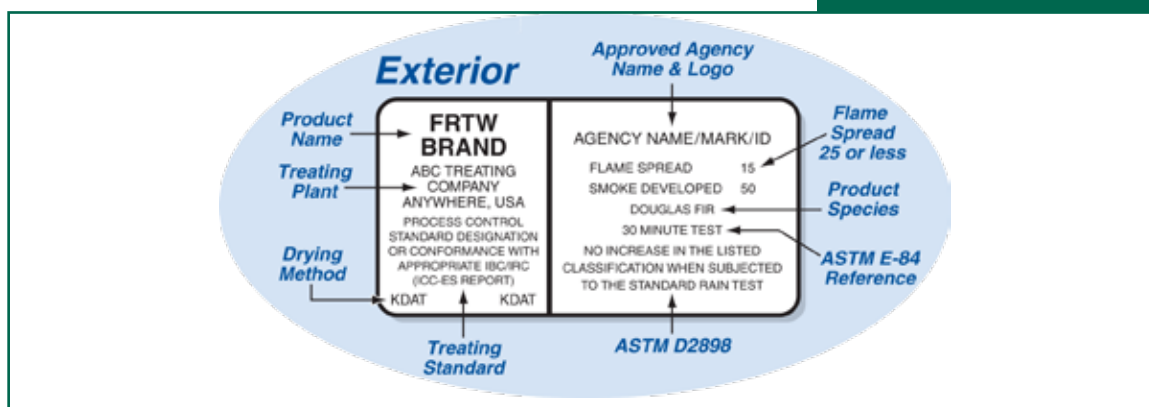 Exterior
Approved Agency
Name & Logo
Product
Name
Treating
Plant
Drying
Method
FRTW
BRAND
ABC TREATING
COMPANY
ANYWHERE, USA
PROCESS CONTROL
STANDARD DESIGNATION
OR CONFORMANCE WITH
APPROPRIATE IBC/IRC
(ICC-ES REPORT)
KDAT KDAT
Treating
Standard
AGENCY NAME/MARK/ID
FLAME SPREAD 15
SMOKE DEVELOPED 50
DOUGLAS FIR
30 MINUTE TEST
NO INCREASE IN THE LISTED
CLASSIFICATION WHEN SUBJECTED
TO THE STANDARD RAIN TEST
ASTM D2898
Flame
Spread
25 or less
Product
Species
ASTM E-84
Reference